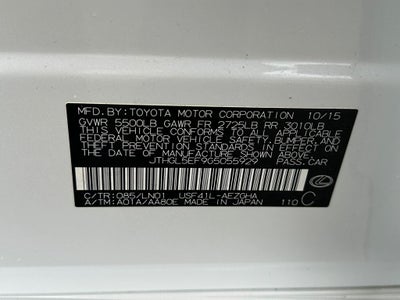 MFD.BY:TOYOTA MOTOR CORPORATION 10/15
GVWR 5500LB GAWR FR 2725LB RR 3010LB
THIS VEHICLE CONFORMS TO ALL APPLICABLE
FEDERAL MOTOR VEHICLE SAFETY, BUMPER, AND
THEFT PREVENTION STANDARDS IN EFFECT ON
THE DATE OF MANUFACTURE SHOWN ABOVE.
JTHGL5EF9G5055929 PASS.CAR
C/TR:085/LN01 USF41L-AEZGHA
A/TM:A01A/AA80E MADE IN JAPAN 110 C